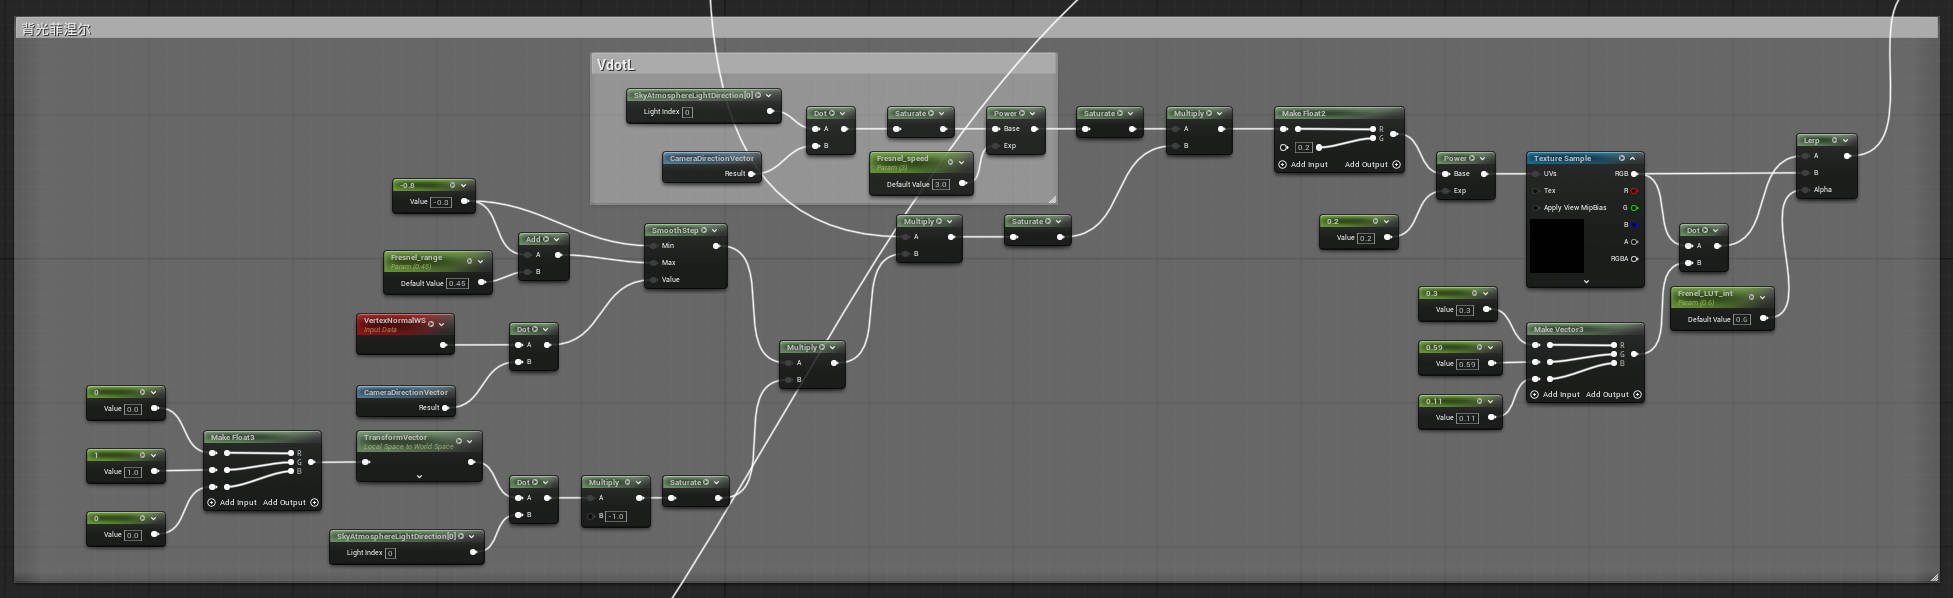 背光菲涅尔
VdotL
SkyAtmosphereLightDirection[0]
Light Index 0
CameraDirectionVector
Result
Dot
A
B
Saturate
Fresnel_speed
Param (3)
Default Value 3.0
Power
Base
Exp
Saturate
Multiply
A
B
Make Float2
R
G
0.2
Add Input Add Output
Power
Base
Exp
0.2
Value 0.2
Texture Sample
UVs RGB
Tex R
Apply View MipBias G
B
A
RGBA
Lerp
A
B
Alpha
Dot
A
B
Frenel_LUT_int
Param (0.6)
Default Value 0.6
0.3
Value 0.3
0.59
Value 0.59
0.11
Value 0.11
Make Vector3
R
G
B
Add Input Add Output
-0.8
Value -0.8
Fresnel_range
Param (0.45)
Default Value 0.45
Add
A
B
SmoothStep
Min
Max
Value
Multiply
A
B
Saturate
VertexNormalWS
Input Data
Dot
A
B
CameraDirectionVector
Result
Multiply
A
B
0
Value 0.0
1
Value 1.0
0
Value 0.0
Make Float3
R
G
B
Add Input Add Output
TransformVector
Local Space to World Space
SkyAtmosphereLightDirection[0]
Light Index 0
Dot
A
B
Multiply
A
B -1.0
Saturate